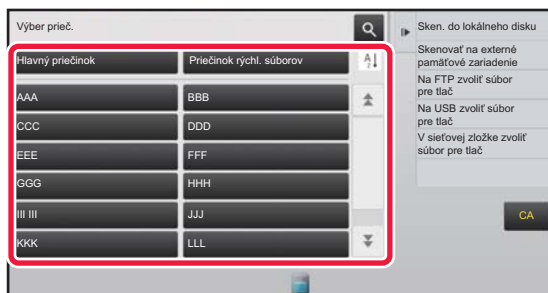 Výber prieč.
Hlavný priečinok
Priečinok rýchl. súborov
AAA
BBB
CCC
DDD
EEE
FFF
GGG
HHH
III III
JJJ
KKK
LLL
Sken. do lokálneho disku
Skenovať na externé
pamäťové zariadenie
Na FTP zvoliť súbor
pre tlač
Na USB zvoliť súbor
pre tlač
V sieťovej zložke zvoliť
súbor pre tlač
CA